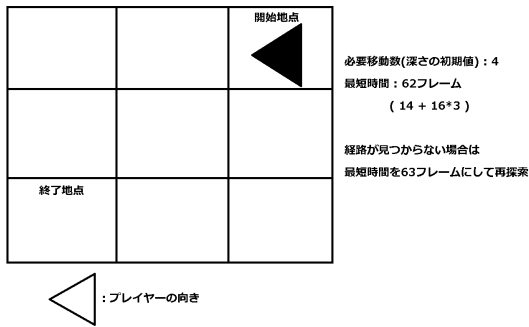 開始地点
必要移動数(深さの初期値) : 4
最短時間 : 62フレーム
( 14 + 16*3 )
経路が見つからない場合は
最短時間を63フレームにして再探索
終了地点
: プレイヤーの向き